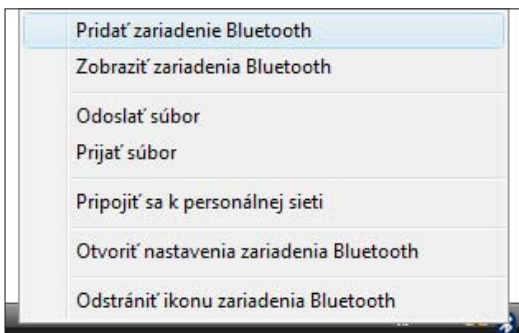 Pridať zariadenie Bluetooth
Zobraziť zariadenia Bluetooth
Odoslať súbor
Prijať súbor
Pripojiť sa k personálnej sieti
Otvoriť nastavenia zariadenia Bluetooth
Odstrániť ikonu zariadenia Bluetooth